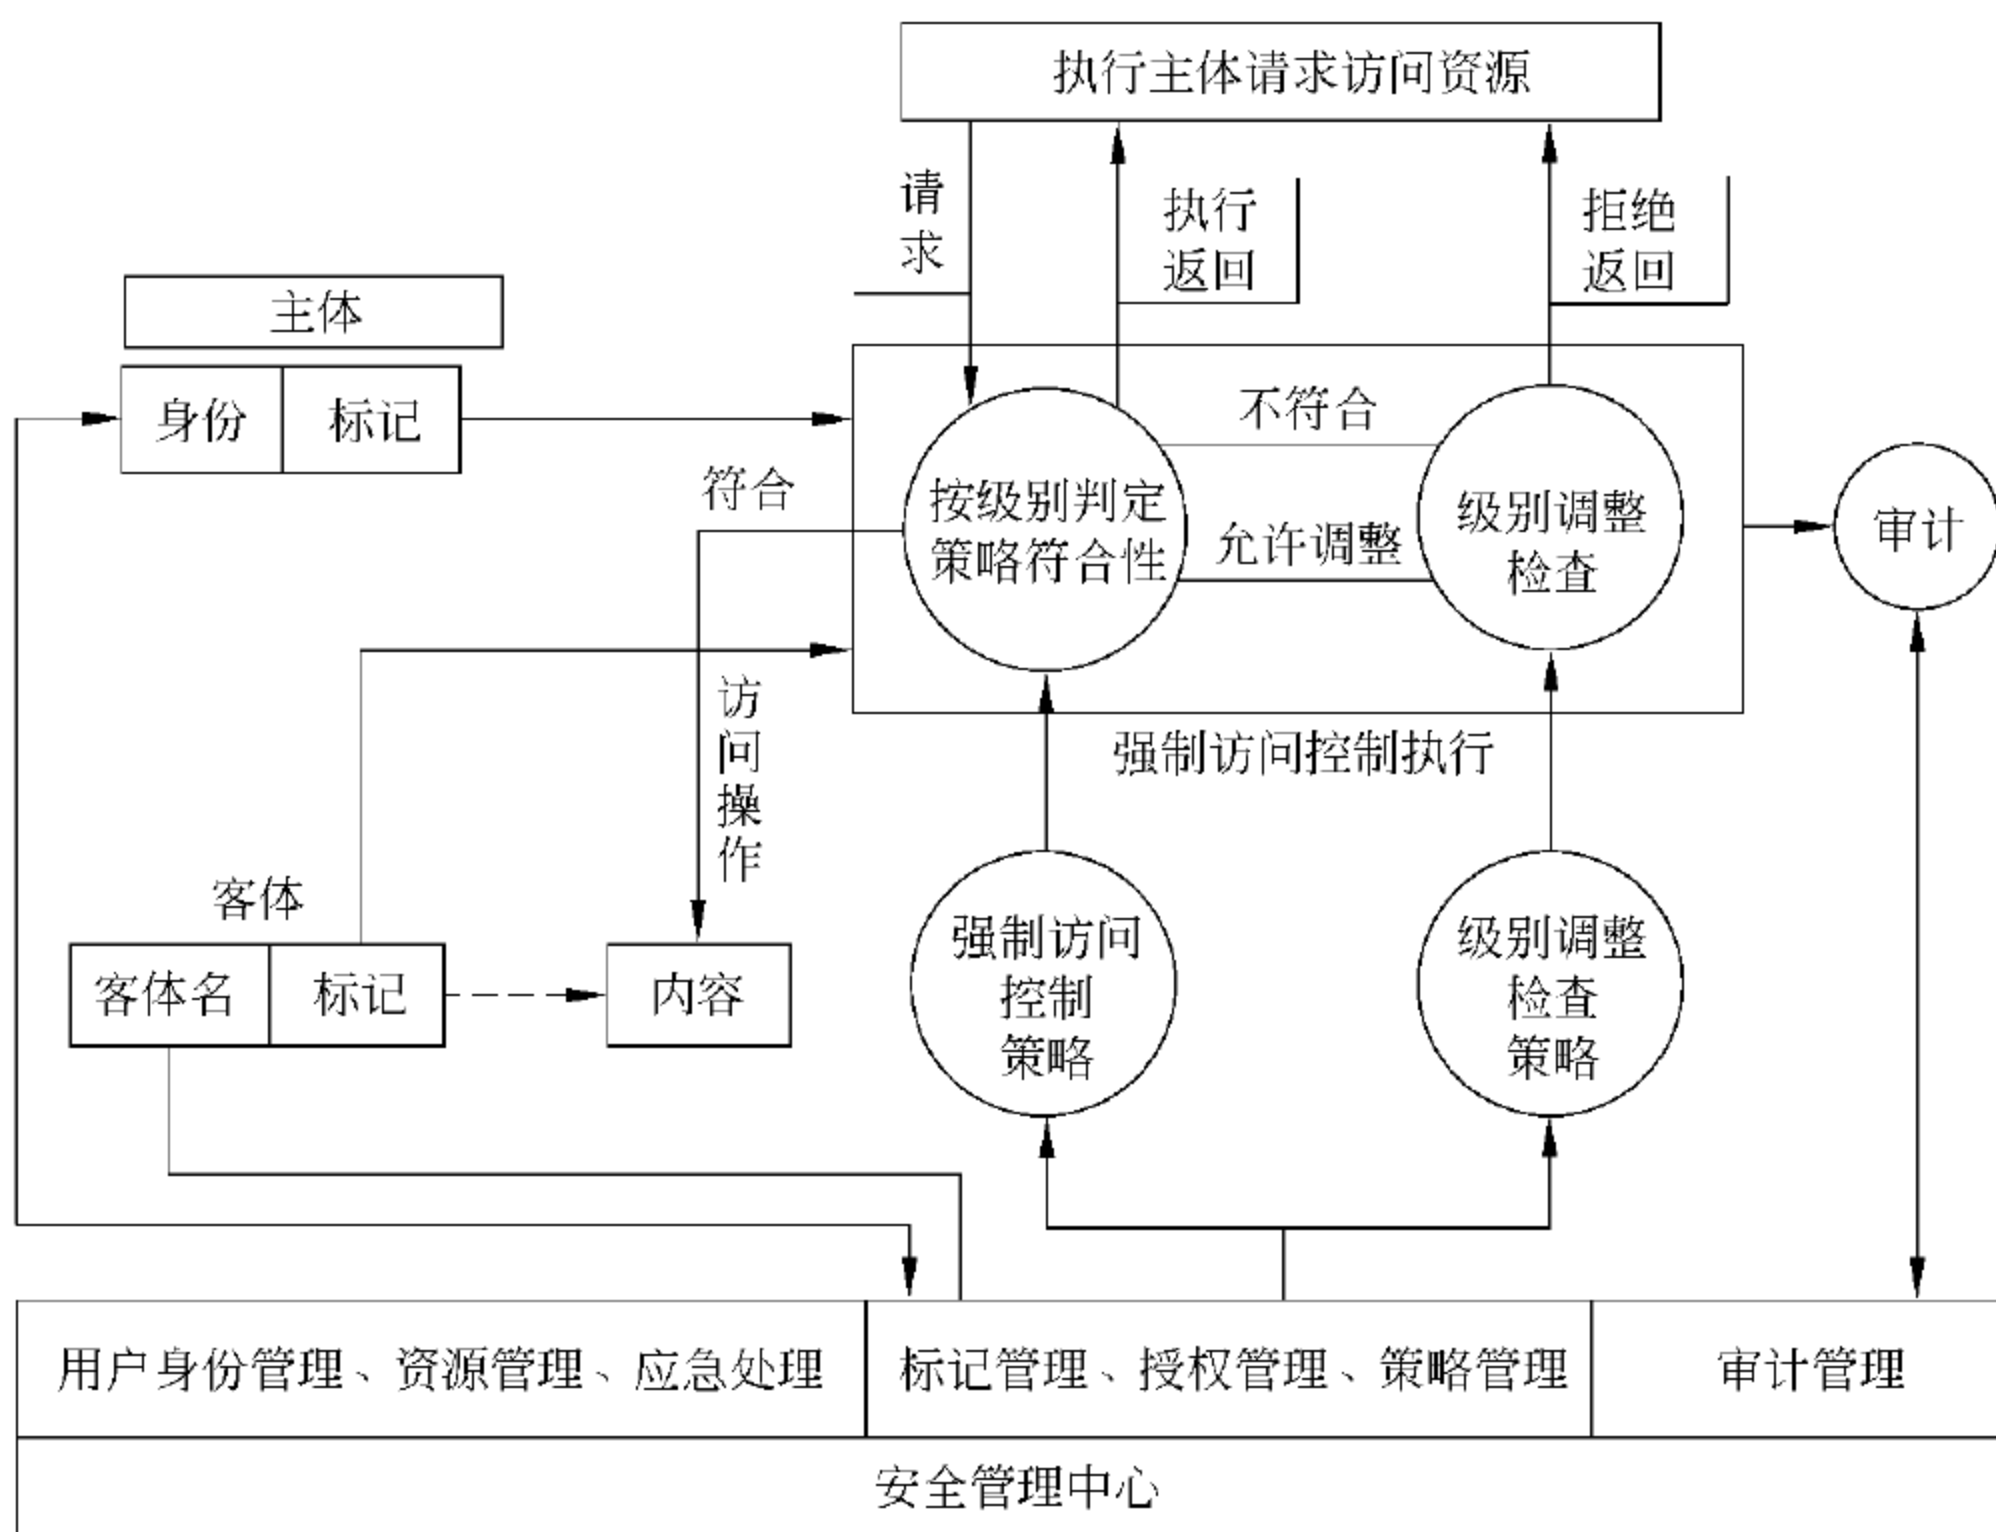 执行主体请求访问资源
请求
执行
返回
拒绝
返回
主体
身份
标记
不符合
符合
按级别判定
策略符合性
允许调整
级别调整
检查
审计
访问操作
强制访问控制执行
客体
客体名
标记
内容
强制访问
控制
策略
级别调整
检查
策略
用户身份管理、资源管理、应急处理
标记管理、授权管理、策略管理
审计管理
安全管理中心